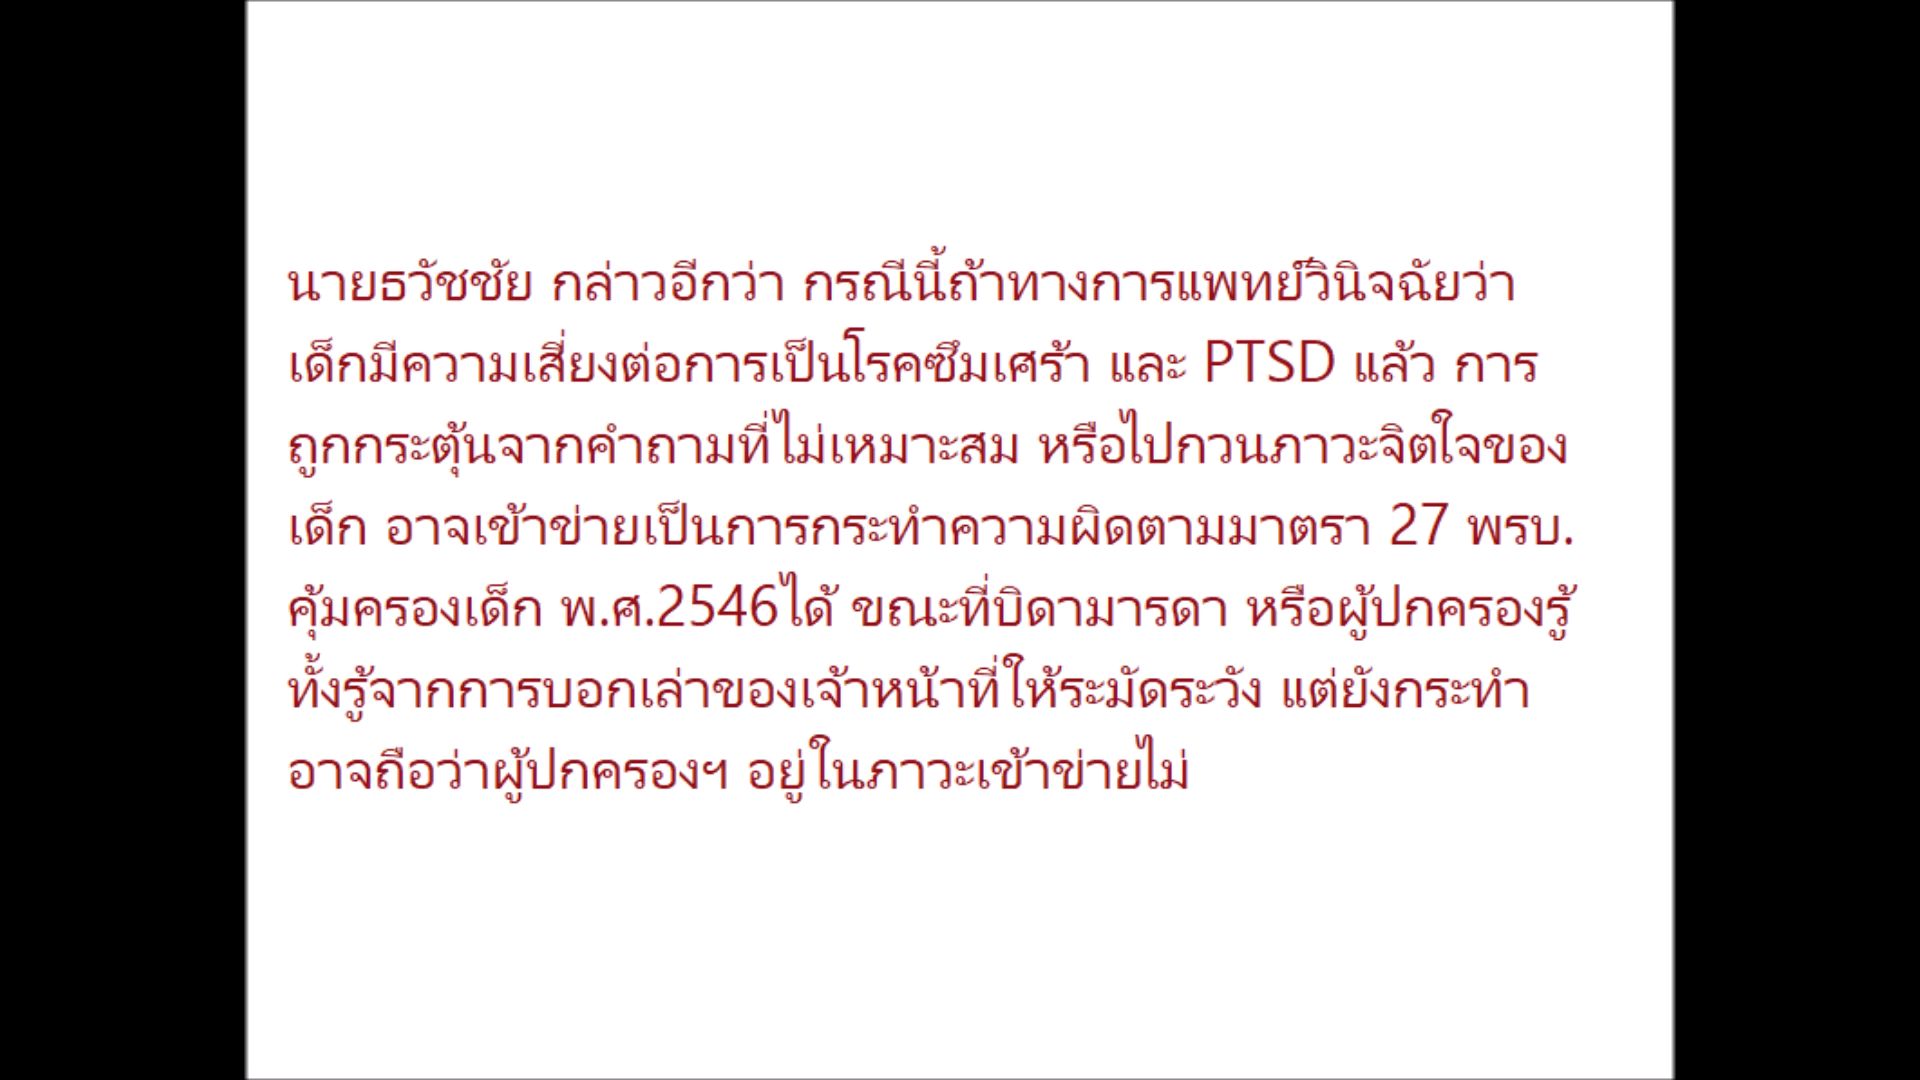 นายธวัชชัย กล่าวอีกว่า กรณีนี้ถ้าทางการแพทย์วินิจฉัยว่า
เด็กมีความเสี่ยงต่อการเป็นโรคซึมเศร้า และ PTSD แล้ว การ
ถูกกระตุ้นจากคำถามที่ไม่เหมาะสม หรือไปกวนภาวะจิตใจของ
เด็ก อาจเข้าข่ายเป็นการกระทำความผิดตามมาตรา 27 พรบ.
คุ้มครองเด็ก พ.ศ.2546ได้ ขณะที่บิดามารดา หรือผู้ปกครองรู้
ทั้งรู้จากการบอกเล่าของเจ้าหน้าที่ให้ระมัดระวัง แต่ยังกระทำ
อาจถือว่าผู้ปกครองฯ อยู่ในภาวะเข้าข่ายไม่